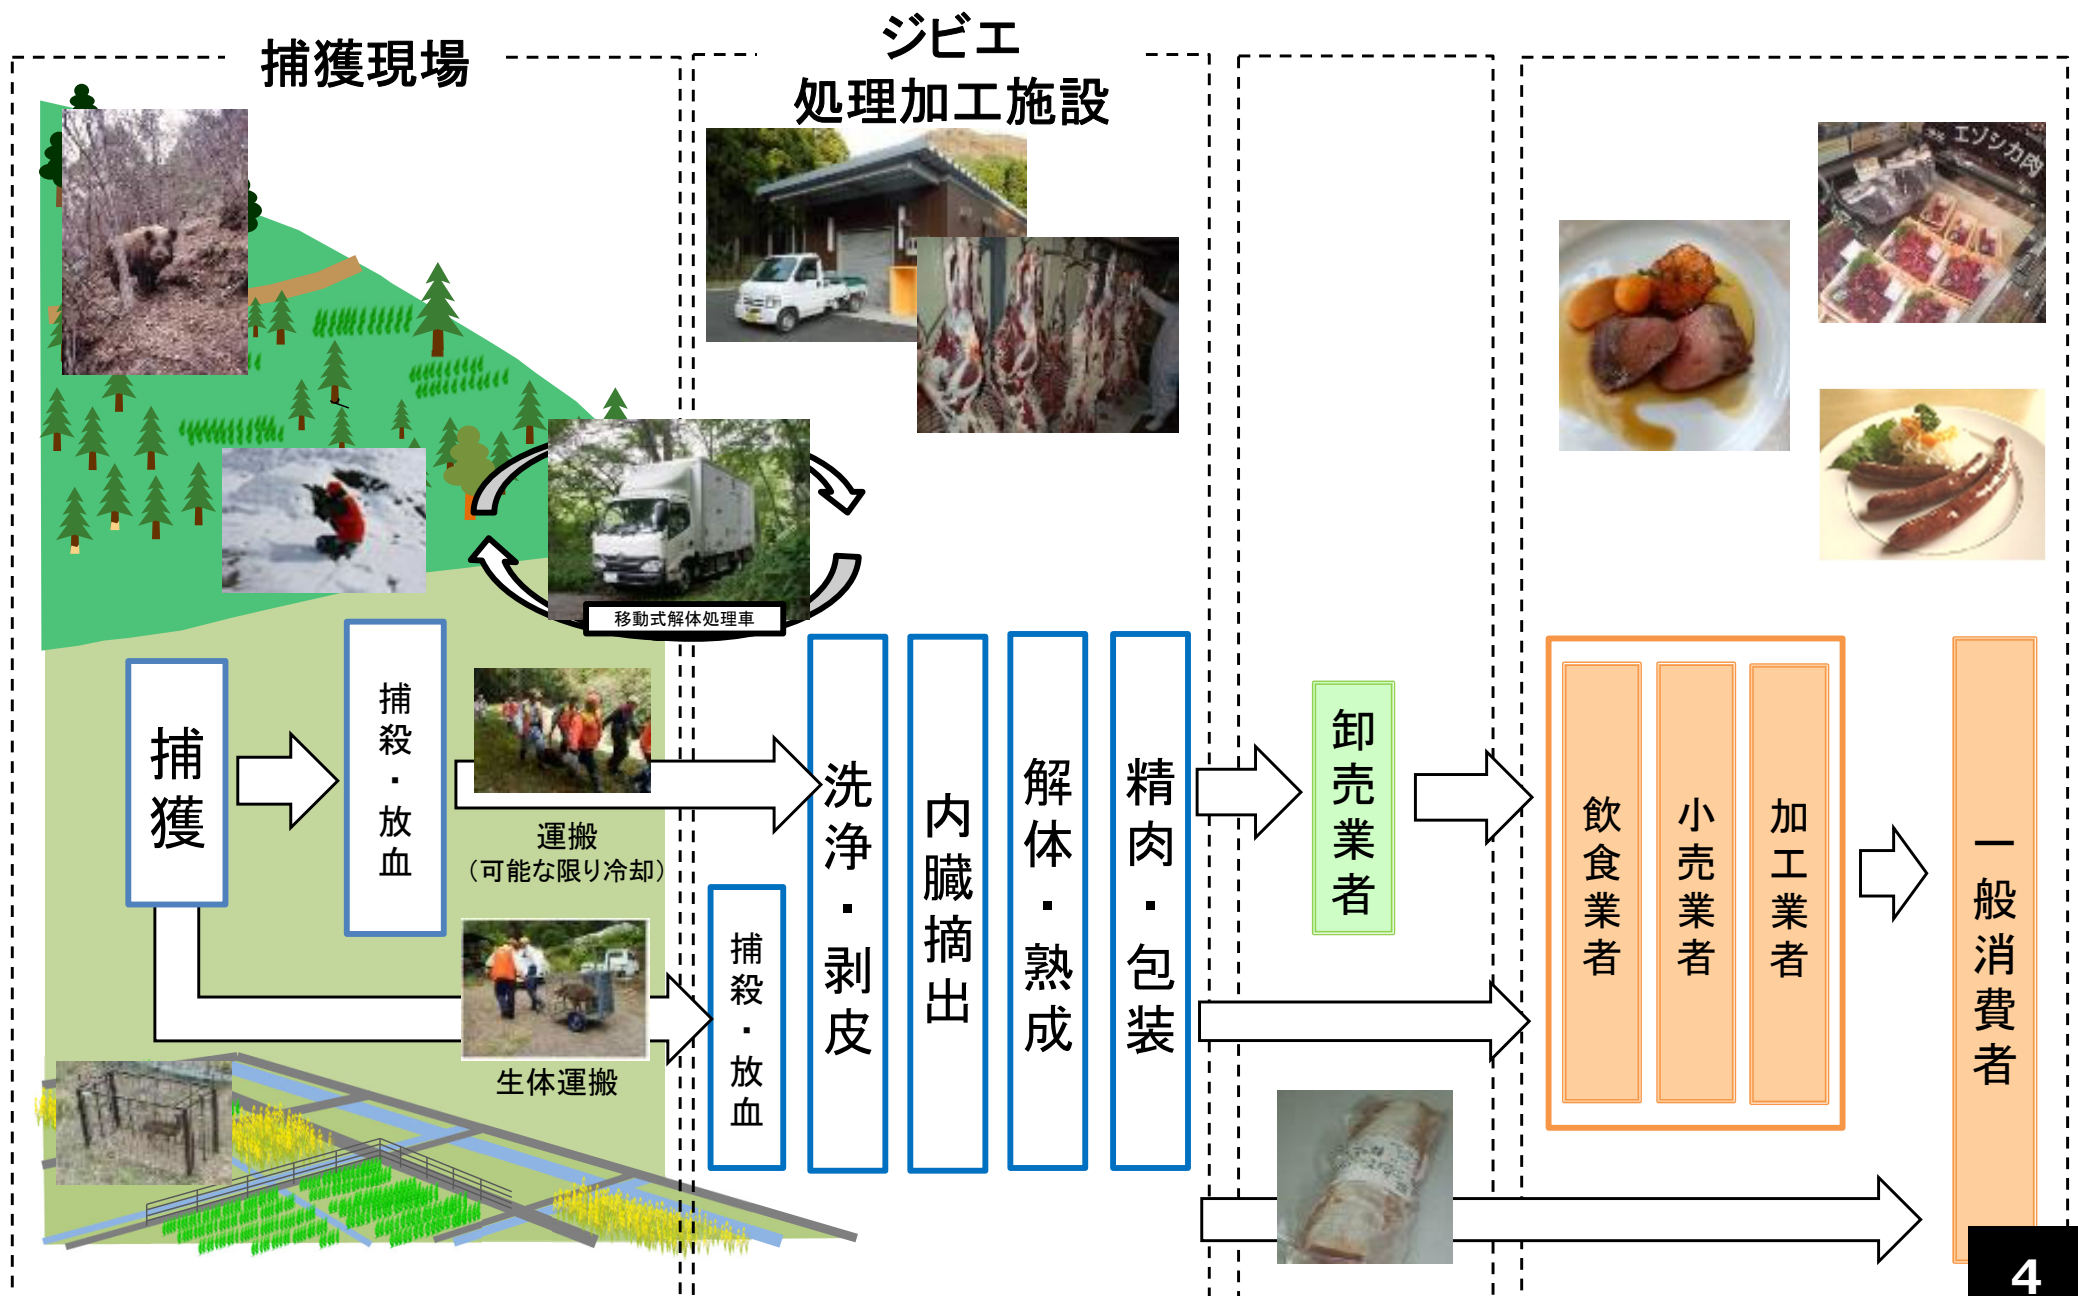 捕獲現場
ジビエ
処理加工施設
エゾシカ肉
移動式解体処理車
捕獲
捕殺・放血
運搬
（可能な限り冷却）
生体運搬
捕殺・放血
洗浄・剥皮
内臓摘出
解体・熟成
精肉・包装
卸売業者
飲食業者
小売業者
加工業者
一般消費者
4